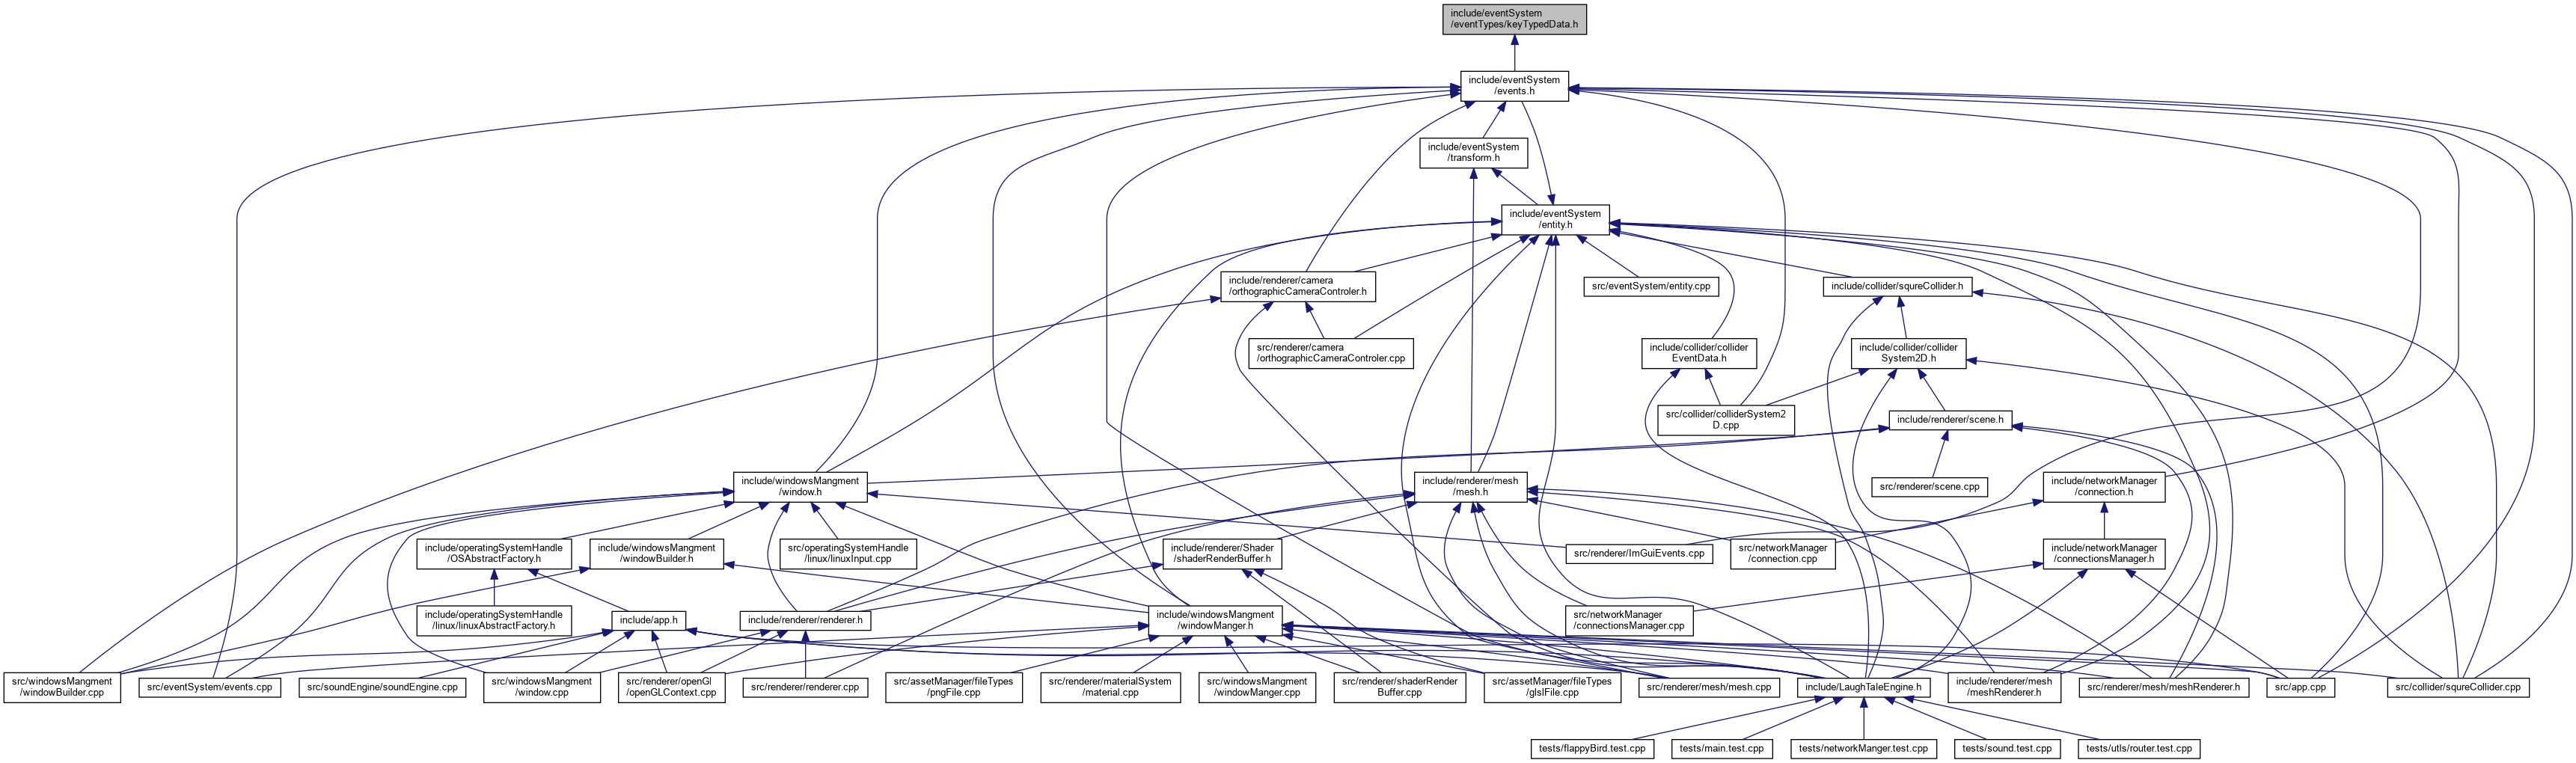 include/eventSystem
/eventTypes/keyTypedData.h
include/eventSystem
/events.h
include/eventSystem
/transform.h
include/eventSystem
/entity.h
include/renderer/camera
/orthographicCameraControler.h
src/eventSystem/entity.cpp
include/collider/squreCollider.h
src/renderer/camera
/orthographicCameraControler.cpp
include/collider/collider
EventData.h
include/collider/collider
System2D.h
src/collider/colliderSystem2
D.cpp
include/renderer/scene.h
include/windowsMangment
/window.h
include/renderer/mesh
/mesh.h
src/renderer/scene.cpp
include/networkManager
/connection.h
include/operatingSystemHandle
/OSAbstractFactory.h
include/windowsMangment
/windowBuilder.h
src/operatingSystemHandle
/linux/linuxInput.cpp
src/renderer/ImGuiEvents.cpp
include/renderer/Shader
/shaderRenderBuffer.h
src/networkManager
/connection.cpp
include/networkManager
/connectionsManager.h
include/operatingSystemHandle
/linux/linuxAbstractFactory.h
include/app.h
include/renderer/renderer.h
include/windowsMangment
/windowManger.h
src/networkManager
/connectionsManager.cpp
src/windowsMangment
/windowBuilder.cpp
src/eventSystem/events.cpp
src/soundEngine/soundEngine.cpp
src/windowsMangment
/window.cpp
src/renderer/openGl
/openGLContext.cpp
src/renderer/renderer.cpp
src/assetManager/fileTypes
/pngFile.cpp
src/renderer/materialSystem
/material.cpp
src/windowsMangment
/windowManger.cpp
src/renderer/shaderRender
Buffer.cpp
src/assetManager/fileTypes
/glslFile.cpp
src/renderer/mesh/mesh.cpp
include/LaughTaleEngine.h
include/renderer/mesh
/meshRenderer.h
src/renderer/mesh/meshRenderer.h
src/app.cpp
src/collider/squreCollider.cpp
tests/flappyBird.test.cpp
tests/main.test.cpp
tests/networkManger.test.cpp
tests/sound.test.cpp
tests/utls/router.test.cpp